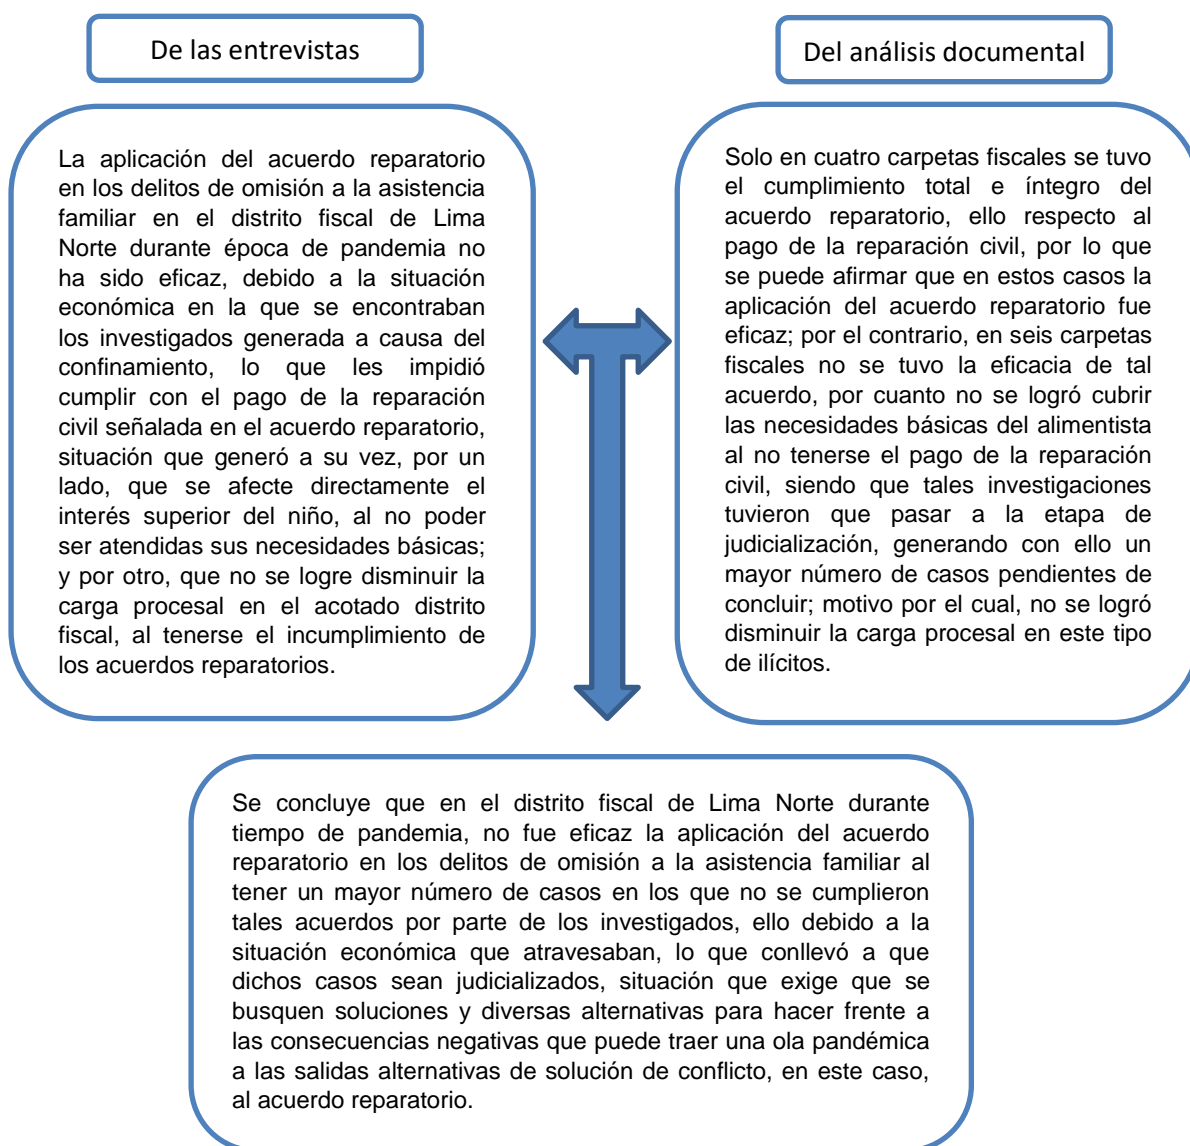 De las entrevistas
La aplicación del acuerdo reparatorio
en los delitos de omisión a la asistencia
familiar en el distrito fiscal de Lima
Norte durante época de pandemia no
ha sido eficaz, debido a la situación
económica en la que se encontraban
los investigados generada a causa del
confinamiento, lo que les impidió
cumplir con el pago de la reparación
civil señalada en el acuerdo reparatorio,
situación que generó a su vez, por un
lado, que se afecte directamente el
interés superior del niño, al no poder
ser atendidas sus necesidades básicas;
y por otro, que no se logre disminuir la
carga procesal en el acotado distrito
fiscal, al tenerse el incumplimiento de
los acuerdos reparatorios.
Del análisis documental
Solo en cuatro carpetas fiscales se tuvo
el cumplimiento total e íntegro del
acuerdo reparatorio, ello respecto al
pago de la reparación civil, por lo que
se puede afirmar que en estos casos la
aplicación del acuerdo reparatorio fue
eficaz; por el contrario, en seis carpetas
fiscales no se tuvo la eficacia de tal
acuerdo, por cuanto no se logró cubrir
las necesidades básicas del alimentista
al no tenerse el pago de la reparación
civil, siendo que tales investigaciones
tuvieron que pasar a la etapa de
judicialización, generando con ello un
mayor número de casos pendientes de
concluir; motivo por el cual, no se logró
disminuir la carga procesal en este tipo
de ilícitos.
Se concluye que en el distrito fiscal de Lima Norte durante
tiempo de pandemia, no fue eficaz la aplicación del acuerdo
reparatorio en los delitos de omisión a la asistencia familiar al
tener un mayor número de casos en los que no se cumplieron
tales acuerdos por parte de los investigados, ello debido a la
situación económica que atravesaban, lo que conllevó a que
dichos casos sean judicializados, situación que exige que se
busquen soluciones y diversas alternativas para hacer frente a
las consecuencias negativas que puede traer una ola pandémica
a las salidas alternativas de solución de conflicto, en este caso,
al acuerdo reparatorio.